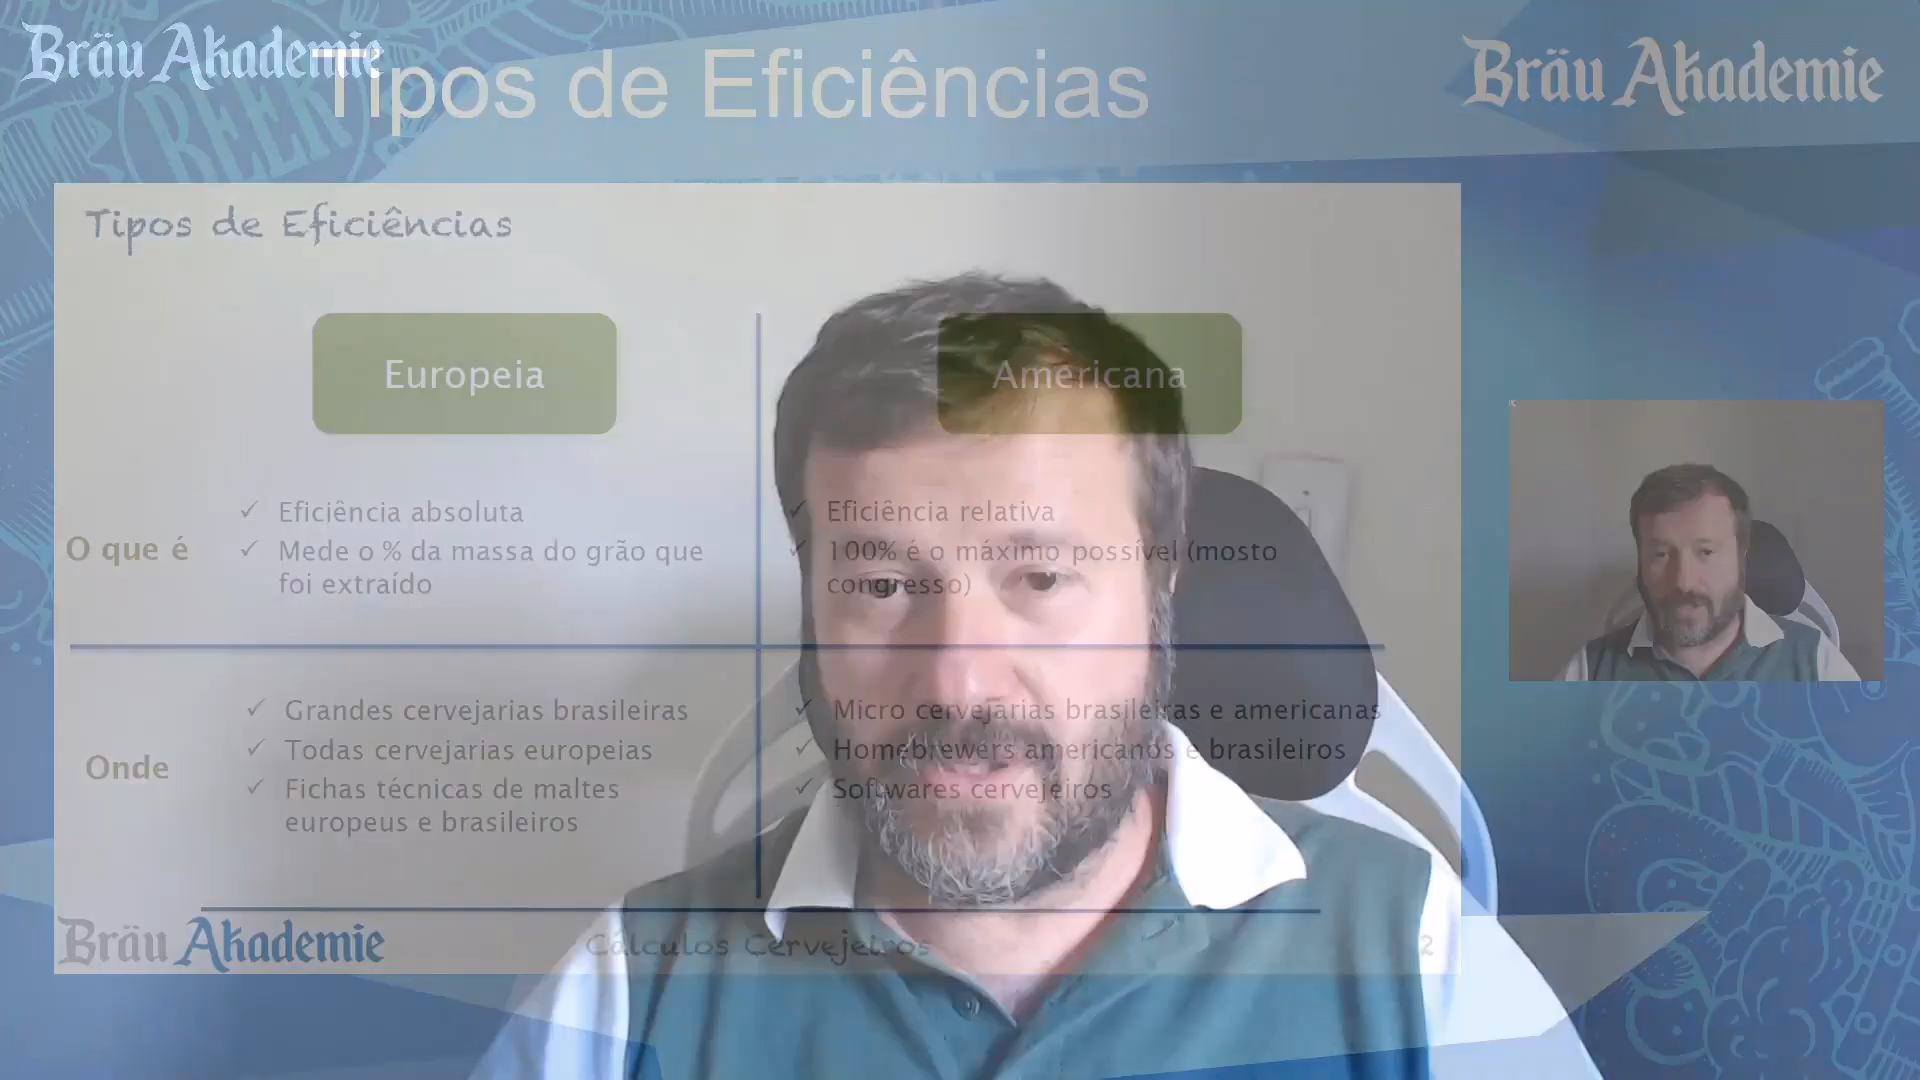 Bräu Akademie
Tipos de Eficiências
Bräu Akademie
BEER
Tipos de Eficiências
Europeia
Americana
O que é
✓ Eficiência absoluta
✓ Mede o % da massa do grão que
foi extraído
✓ Eficiência relativa
✓ 100% é o máximo possível (mosto
congresso)
Onde
✓ Grandes cervejarias brasileiras
✓ Todas cervejarias europeias
✓ Fichas técnicas de maltes
europeus e brasileiros
✓ Micro cervejarias brasileiras e americanas
✓ Homebrewers americanos e brasileiros
✓ Softwares cervejeiros
Bräu Akademie
Cálculos Cervejeiros
2